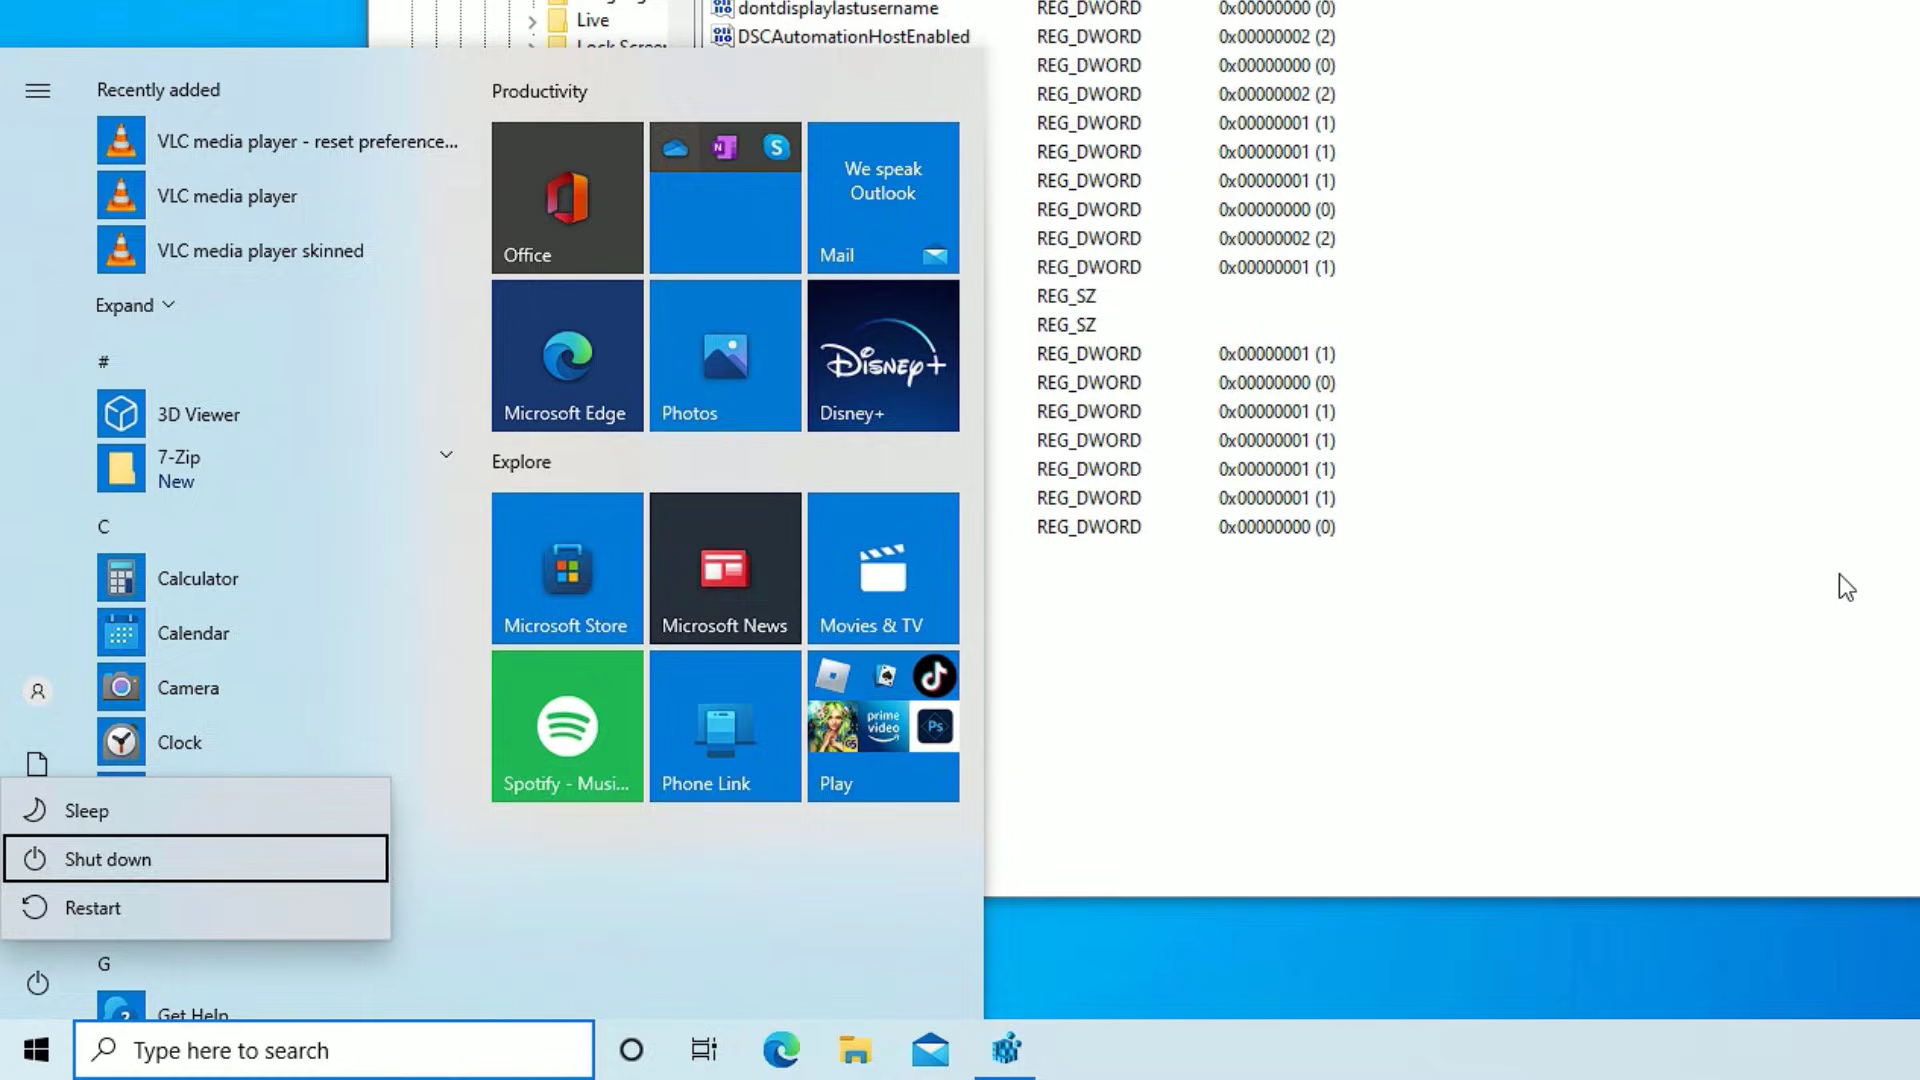 Live
Lock Screen
dontdisplaylastusername REG_DWORD 0x00000000 (0)
DSCAutomationHostEnabled REG_DWORD 0x00000002 (2)
REG_DWORD 0x00000000 (0)
REG_DWORD 0x00000002 (2)
REG_DWORD 0x00000001 (1)
REG_DWORD 0x00000001 (1)
REG_DWORD 0x00000001 (1)
REG_DWORD 0x00000000 (0)
REG_DWORD 0x00000002 (2)
REG_DWORD 0x00000001 (1)
REG_SZ
REG_SZ
REG_DWORD 0x00000001 (1)
REG_DWORD 0x00000000 (0)
REG_DWORD 0x00000001 (1)
REG_DWORD 0x00000001 (1)
REG_DWORD 0x00000001 (1)
REG_DWORD 0x00000001 (1)
REG_DWORD 0x00000000 (0)
Recently added
VLC media player - reset preference...
VLC media player
VLC media player skinned
Expand
#
3D Viewer
7-Zip
New
C
Calculator
Calendar
Camera
Clock
Sleep
Shut down
Restart
G
Get Help
Productivity
Office
N
S
We speak
Outlook
Mail
Microsoft Edge
Photos
Disney+
Disney+
Explore
Microsoft Store
Microsoft News
Movies & TV
Spotify - Musi...
Phone Link
G5
prime
video
Ps
Play
Type here to search